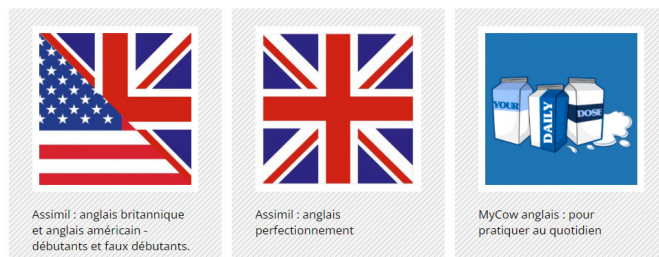 YOUR
DAILY
DOSE
Assimil : anglais britannique
et anglais américain -
débutants et faux débutants.
Assimil : anglais
perfectionnement
MyCow anglais : pour
pratiquer au quotidien